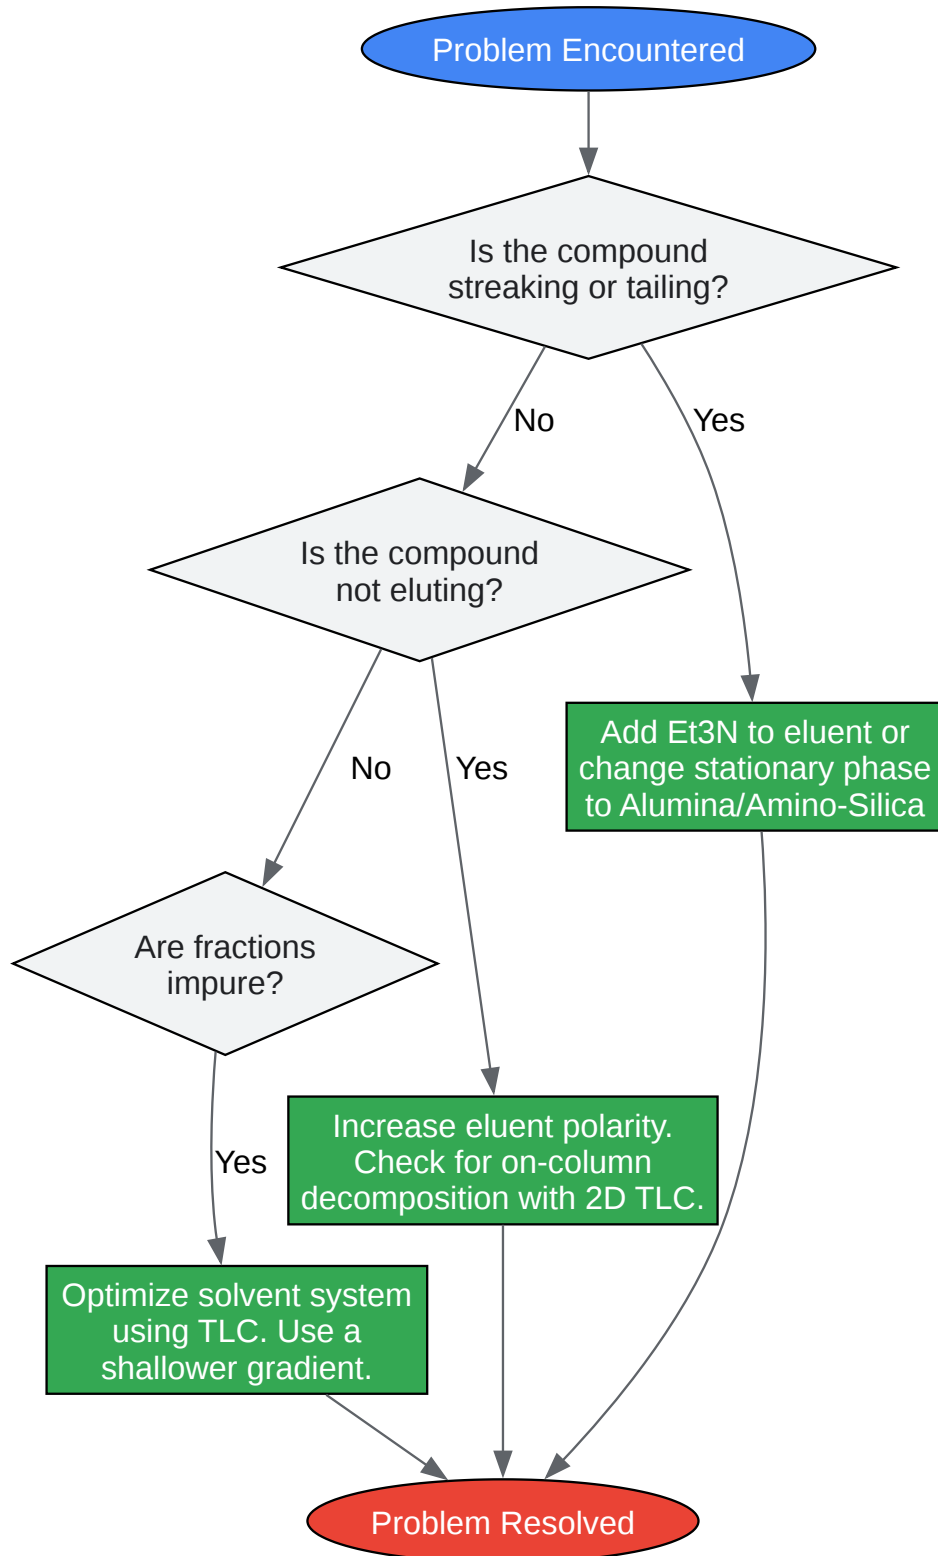 Problem Encountered
Is the compound
streaking or tailing?
No
Yes
Is the compound
not eluting?
No
Yes
Add Et3N to eluent or
change stationary phase
to Alumina/Amino-Silica
Are fractions
impure?
Yes
Increase eluent polarity.
Check for on-column
decomposition with 2D TLC.
Optimize solvent system
using TLC. Use a
shallower gradient.
Problem Resolved